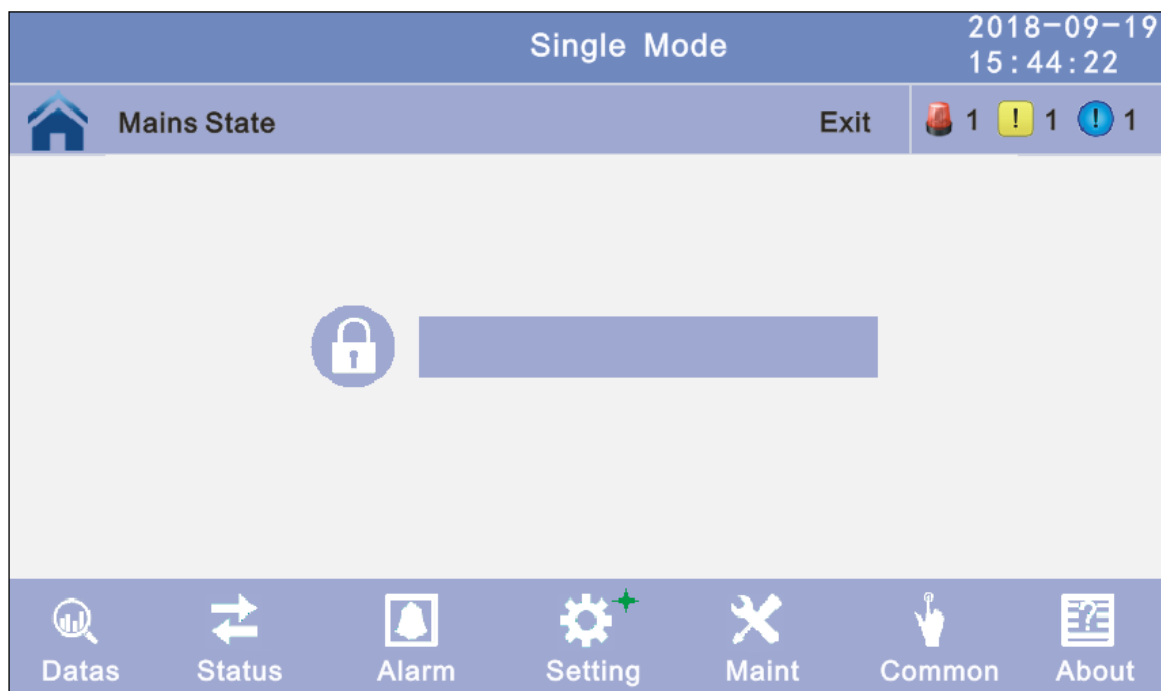 Single Mode
2018-09-19
15:44:22
Mains State
Exit
1
! 1
! 1
Datas
Status
Alarm
Setting
Maint
Common
? About